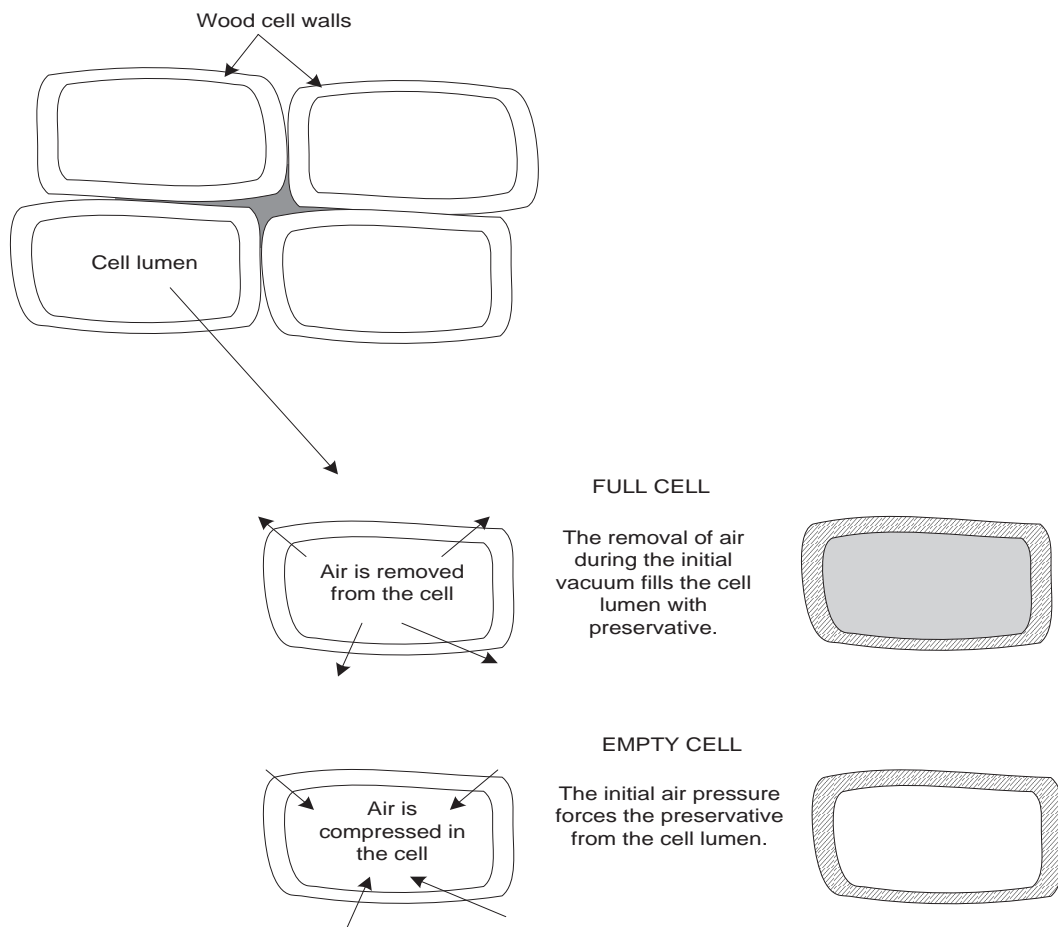 Wood cell walls
Cell lumen
FULL CELL
Air is removed
from the cell
The removal of air
during the initial
vacuum fills the cell
lumen with
preservative.
EMPTY CELL
Air is
compressed in
the cell
The initial air pressure
forces the preservative
from the cell lumen.